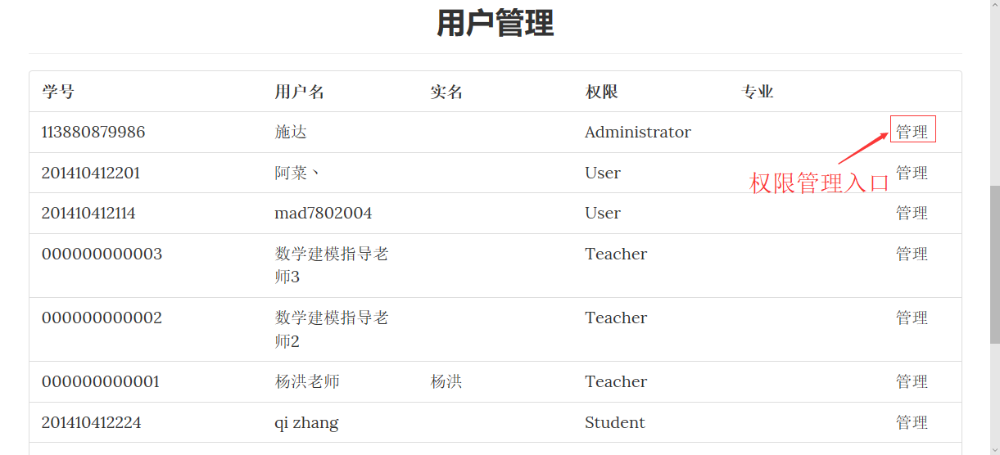 用户管理
学号 用户名 实名 权限 专业
113880879986 施达 Administrator 管理
权限管理入口
201410412201 阿菜丶 User 管理
201410412114 mad7802004 User 管理
000000000003 数学建模指导老 Teacher 管理
师3
000000000002 数学建模指导老 Teacher 管理
师2
000000000001 杨洪老师 杨洪 Teacher 管理
201410412224 qi zhang Student 管理